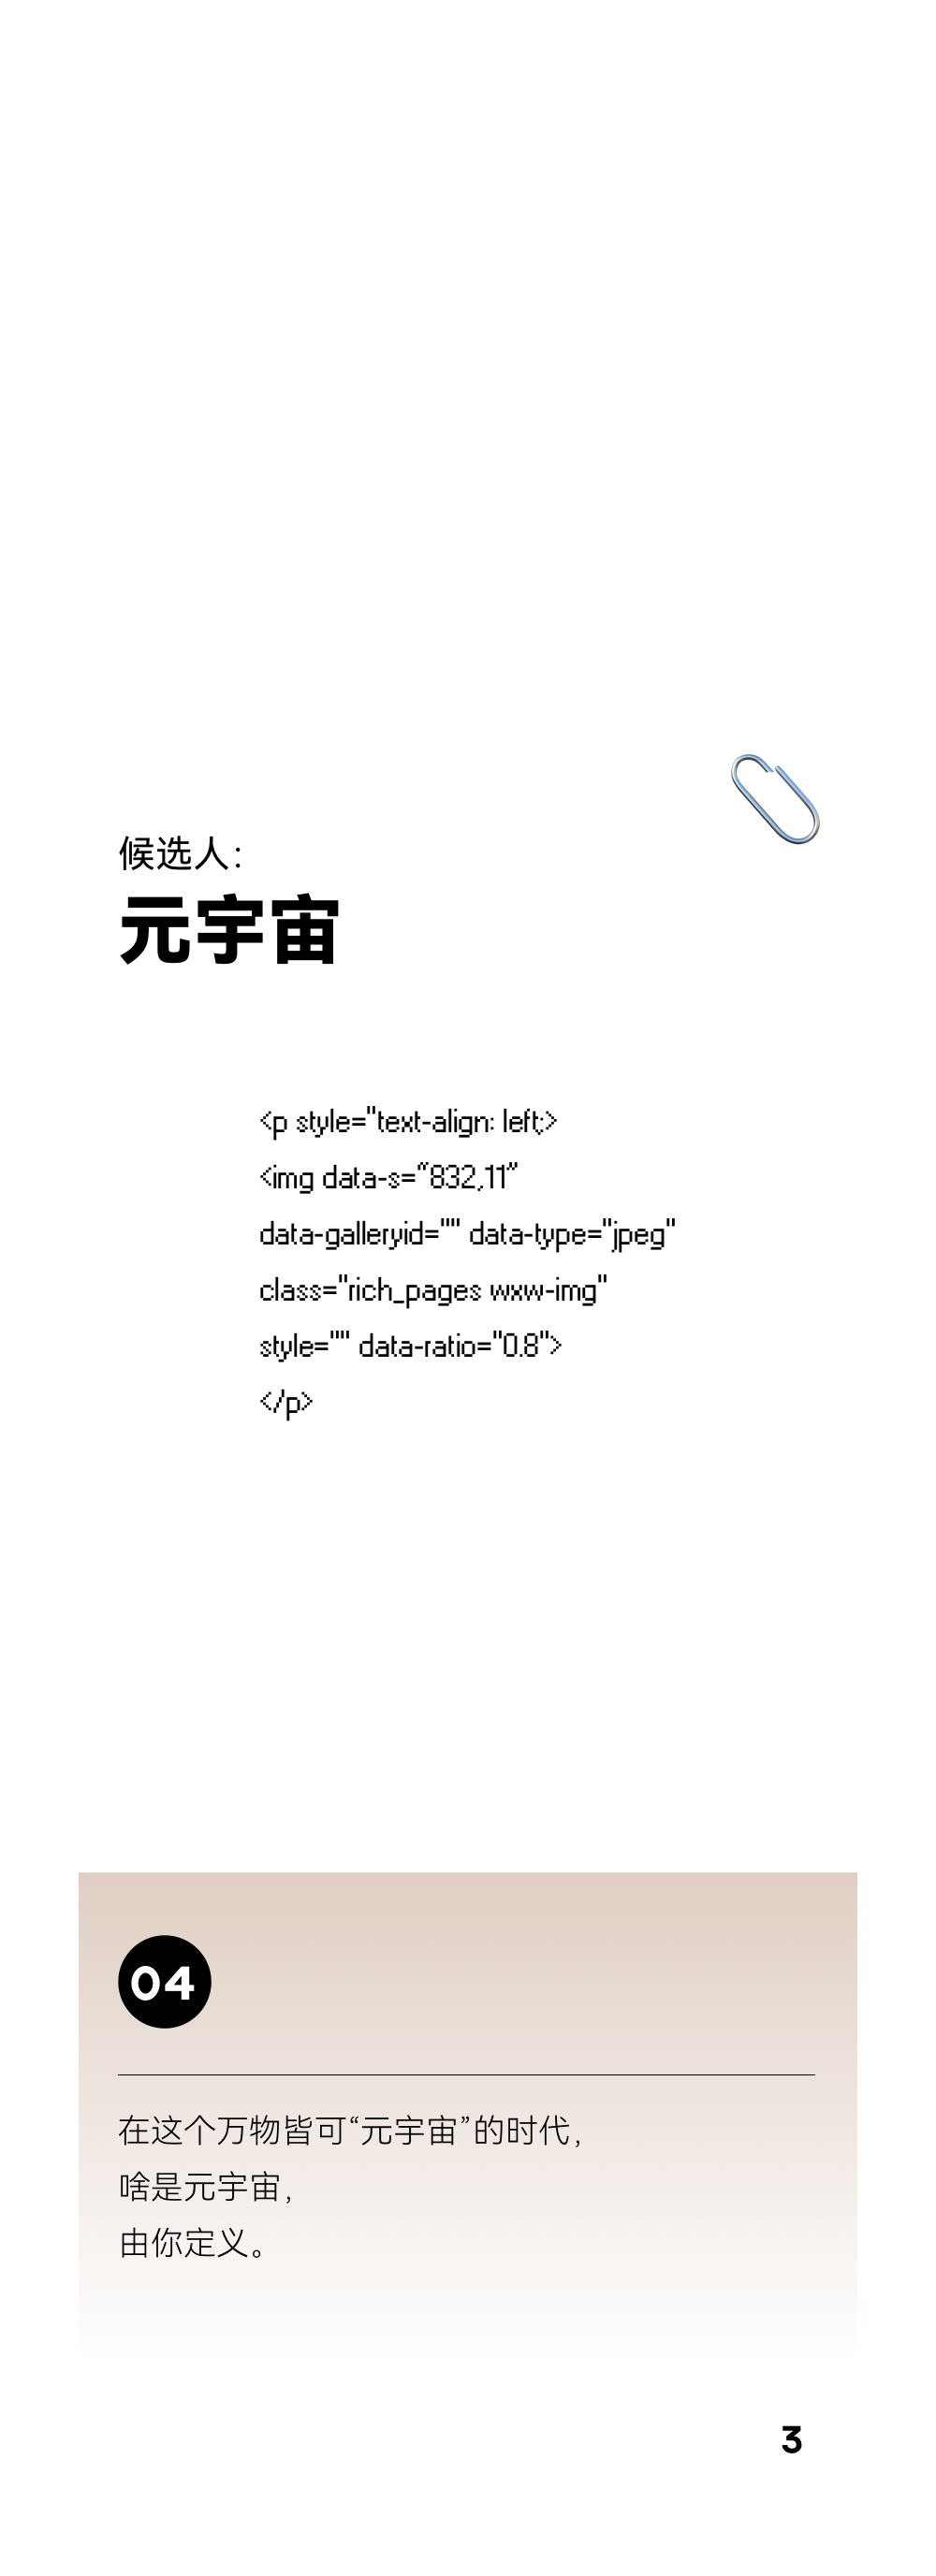 候选人：
元宇宙
<p style="text-align: left;>
<img data-s="832,11"
data-galleryid="" data-type="jpeg"
class="rich_pages wxw-img"
style="" data-ratio="0.8">
</p>
04
在这个万物皆可“元宇宙”的时代，
啥是元宇宙，
由你定义。
3